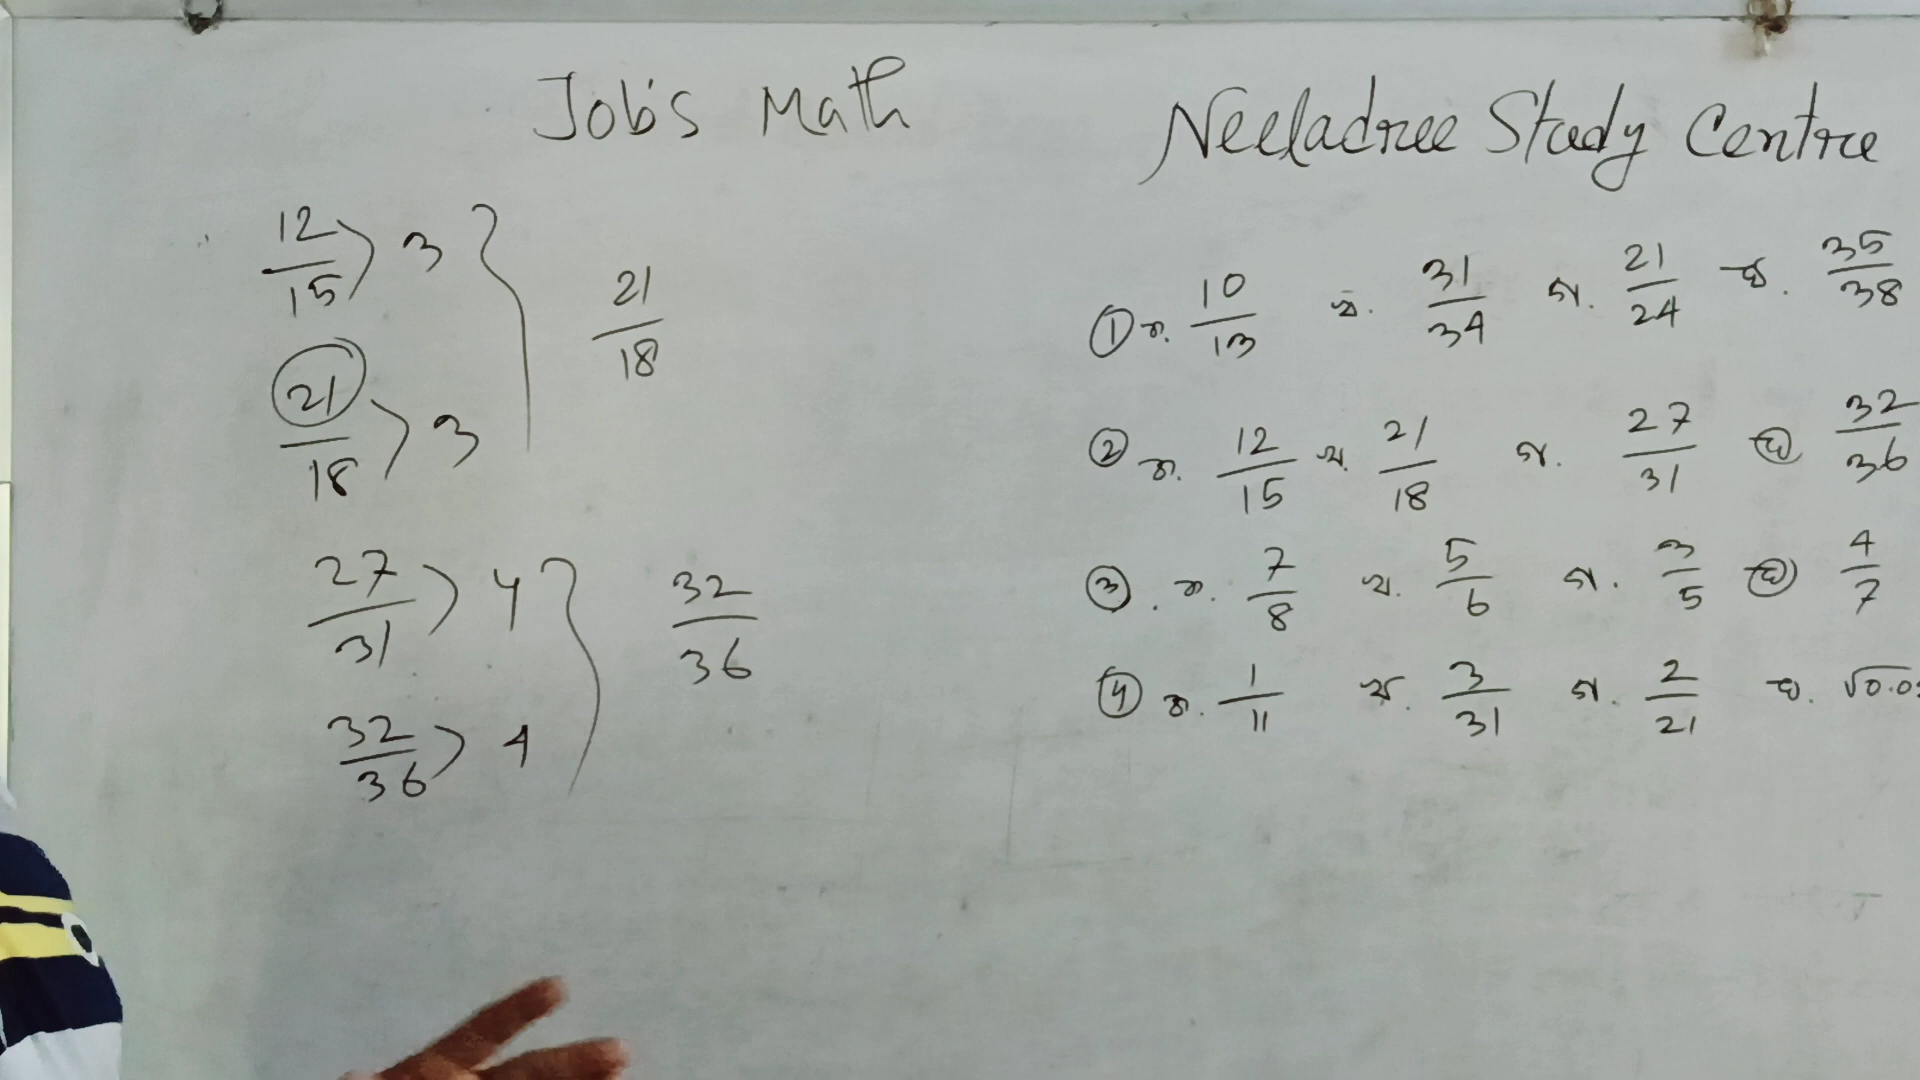 Job's Math
Neeladree Study Centre
12/15 > 3
21/18 > 3
21/18
27/31 > 4
32/36 > 4
32/36
① ক. 10/13 খ. 31/34 গ. 21/24 ঘ. 35/38
② ক. 12/15 খ. 21/18 গ. 27/31 ঘ 32/36
③. ক. 7/8 খ. 5/6 গ. 3/5 ঘ 4/7
④ ক. 1/11 খ. 3/31 গ. 2/21 ঘ. √0.0